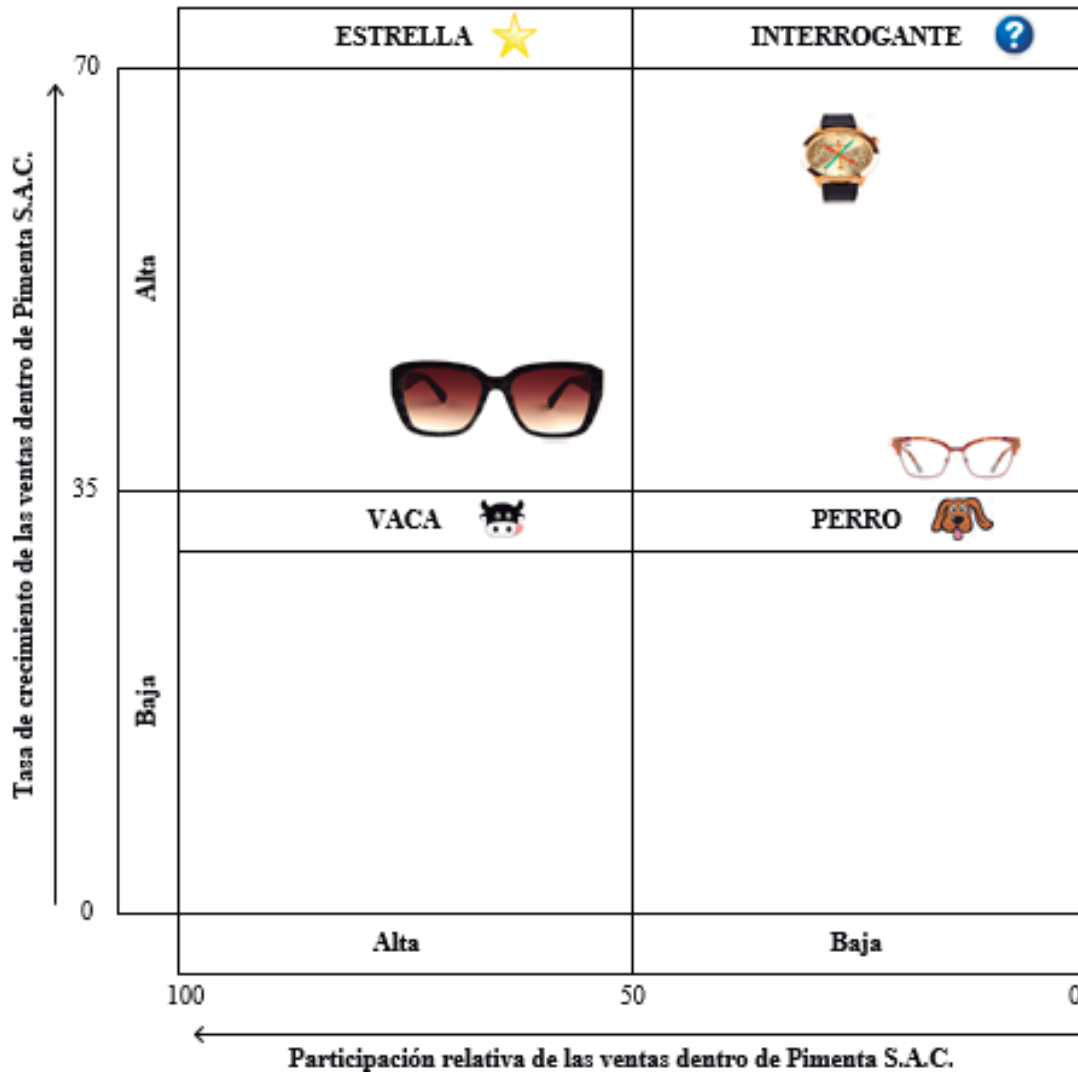 ESTRELLA
INTERROGANTE
?
70
Tasa de crecimiento de las ventas dentro de Pimenta S.A.C.
Alta
35
VACA
PERRO
Baja
0
Alta
Baja
100
50
0
Participación relativa de las ventas dentro de Pimenta S.A.C.